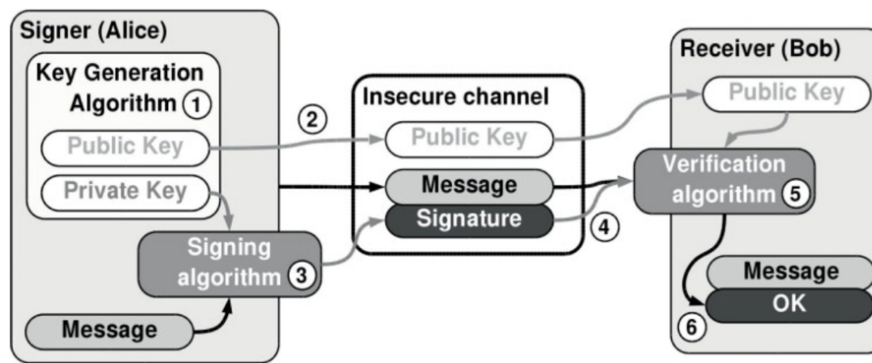 Signer (Alice)
Key Generation
Algorithm 1
Public Key
Private Key
Signing
algorithm 3
Message
2
Insecure channel
Public Key
Message
Signature
4
Receiver (Bob)
Public Key
Verification
algorithm 5
Message
OK
6